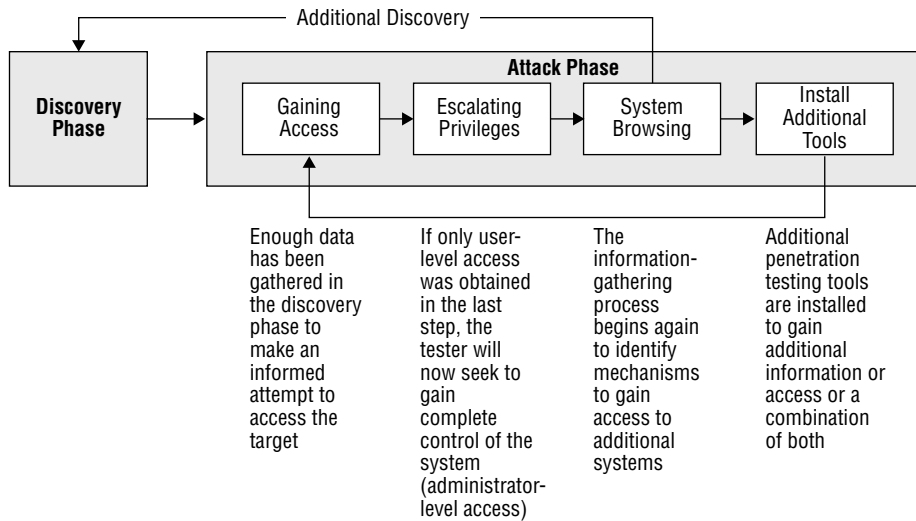 Additional Discovery
Attack Phase
Discovery
Phase
Gaining
Access
Escalating
Privileges
System
Browsing
Install
Additional
Tools
Enough data
has been
gathered in
the discovery
phase to
make an
informed
attempt to
access the
target
If only user-
level access
was obtained
in the last
step, the
tester will
now seek to
gain
complete
control of the
system
(administrator-
level access)
The
information-
gathering
process
begins again
to identify
mechanisms
to gain
access to
additional
systems
Additional
penetration
testing tools
are installed
to gain
additional
information or
access or a
combination
of both